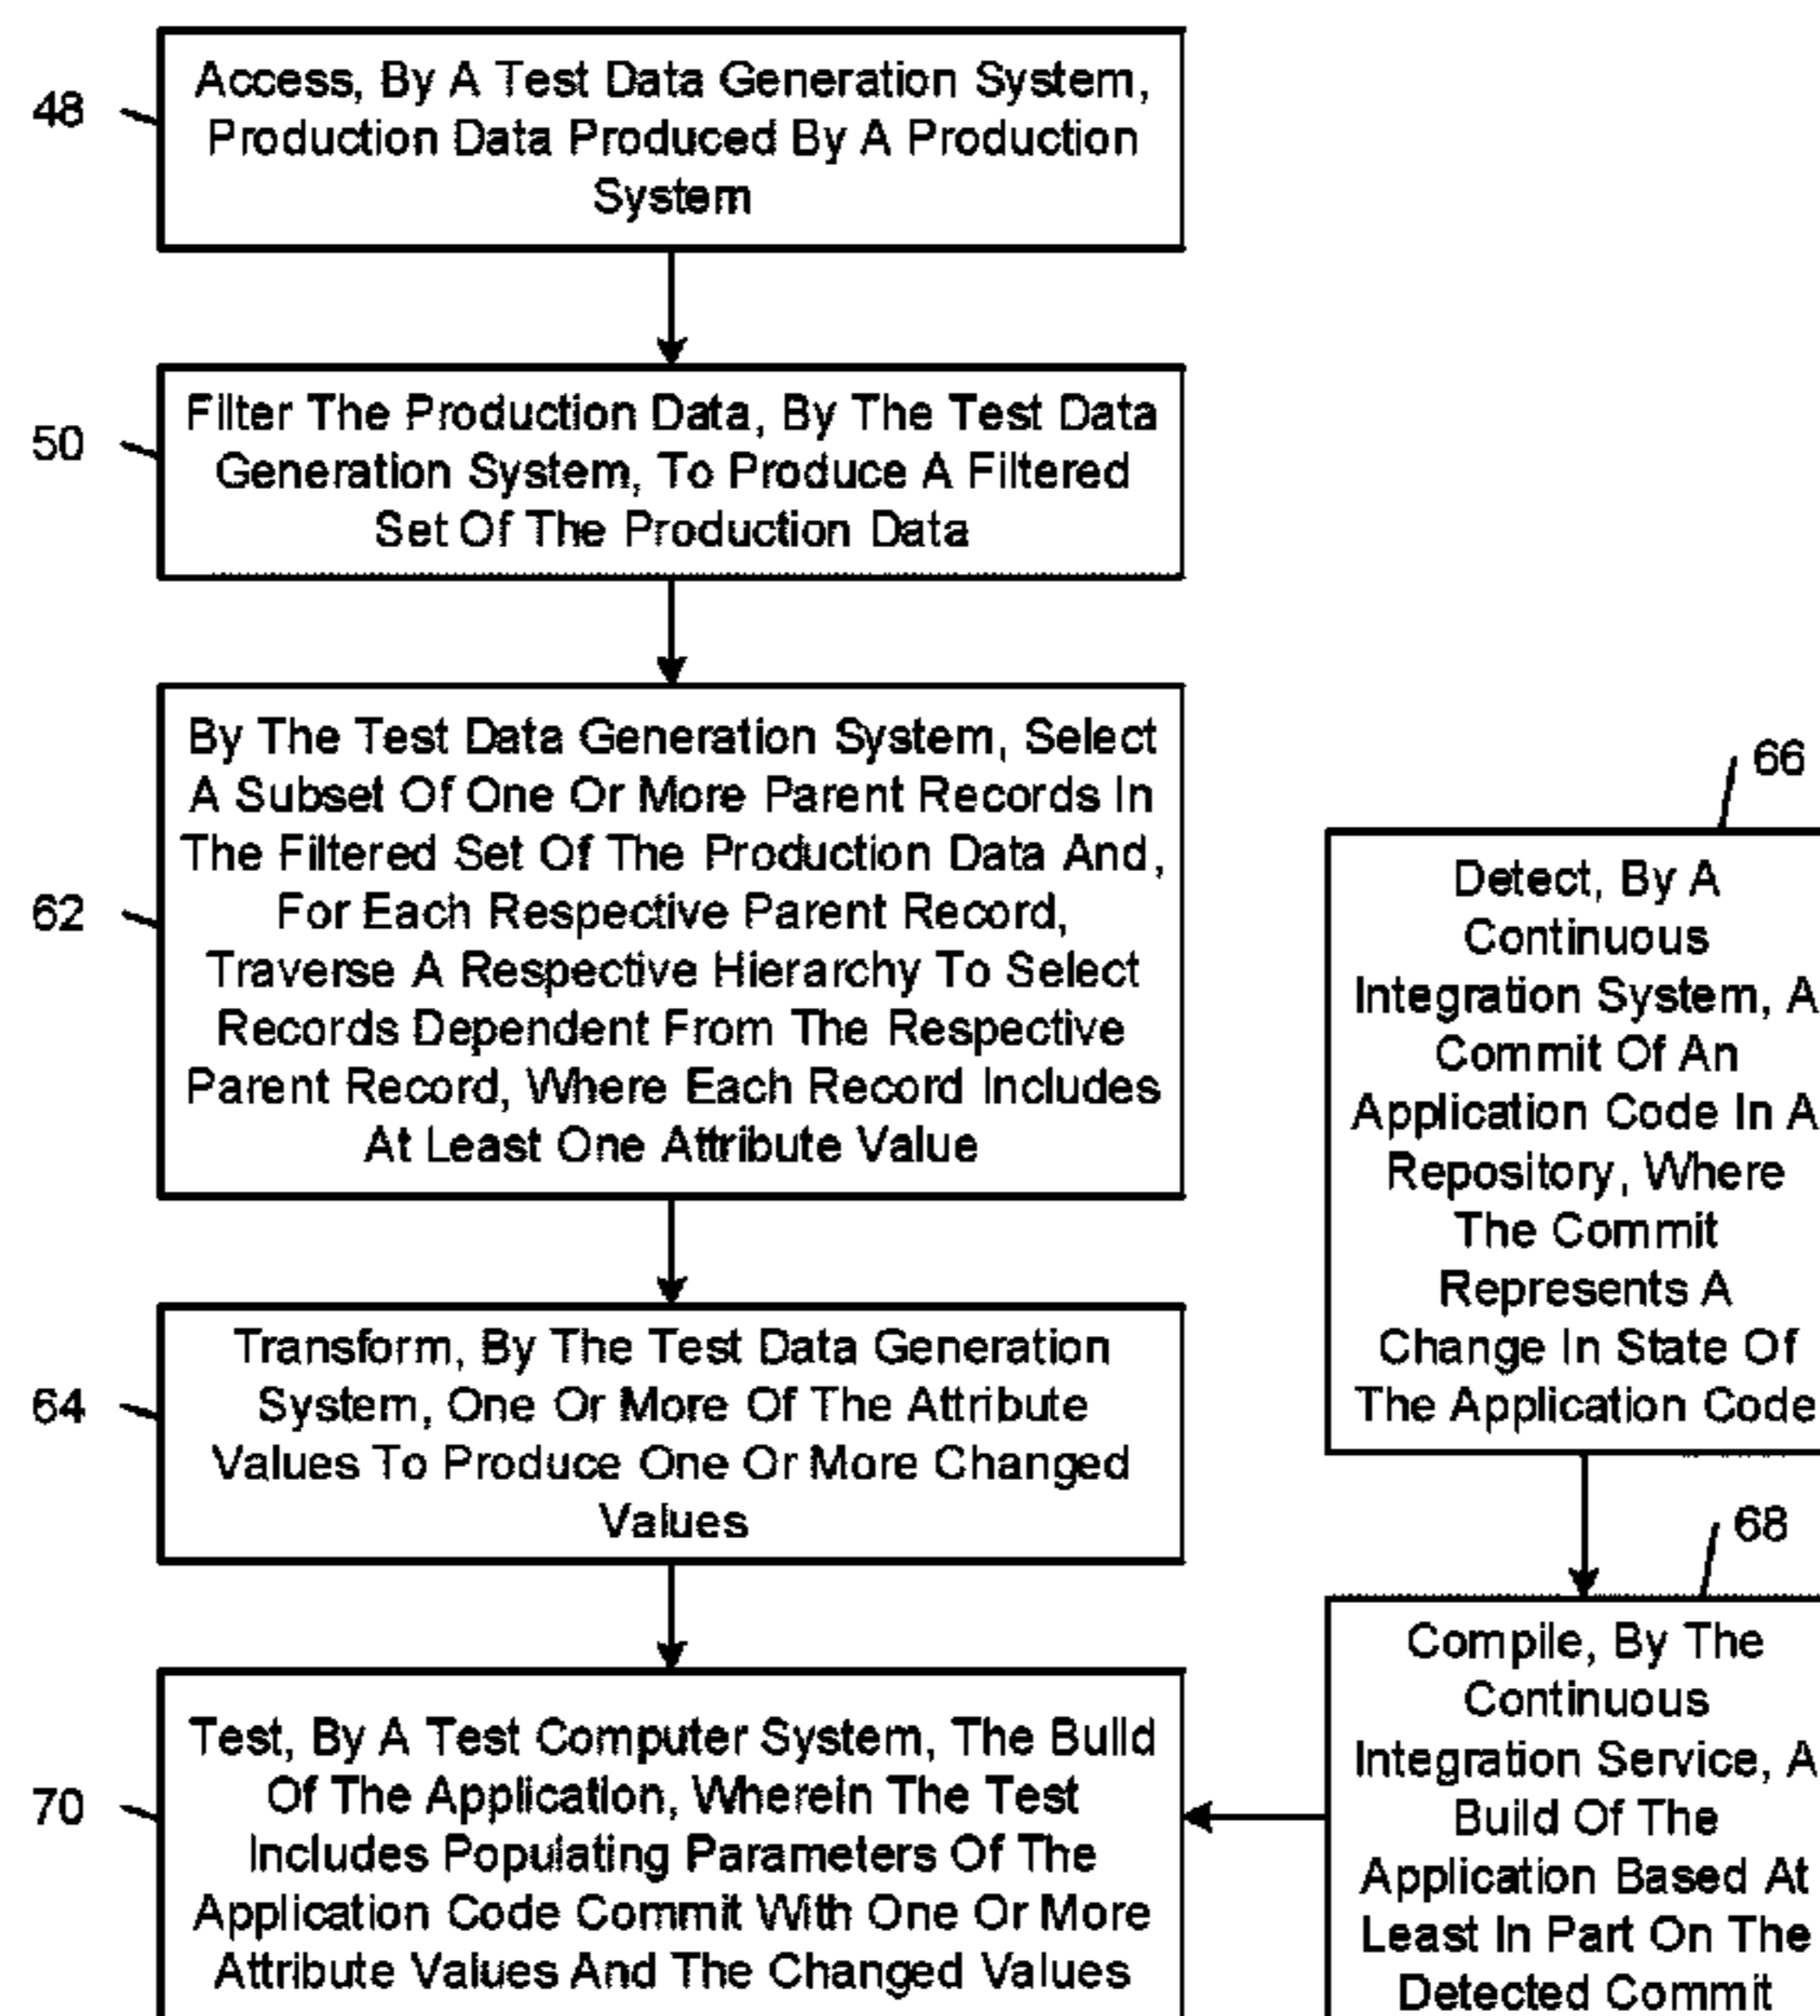 48
Access, By A Test Data Generation System,
Production Data Produced By A Production
System
50
Filter The Production Data, By The Test Data
Generation System, To Produce A Filtered
Set Of The Production Data
62
By The Test Data Generation System, Select
A Subset Of One Or More Parent Records In
The Filtered Set Of The Production Data And,
For Each Respective Parent Record,
Traverse A Respective Hierarchy To Select
Records Dependent From The Respective
Parent Record, Where Each Record Includes
At Least One Attribute Value
64
Transform, By The Test Data Generation
System, One Or More Of The Attribute
Values To Produce One Or More Changed
Values
66
Detect, By A
Continuous
Integration System, A
Commit Of An
Application Code In A
Repository, Where
The Commit
Represents A
Change In State Of
The Application Code
68
Compile, By The
Continuous
Integration Service, A
Build Of The
Application Based At
Least In Part On The
Detected Commit
70
Test, By A Test Computer System, The Build
Of The Application, Wherein The Test
Includes Populating Parameters Of The
Application Code Commit With One Or More
Attribute Values And The Changed Values